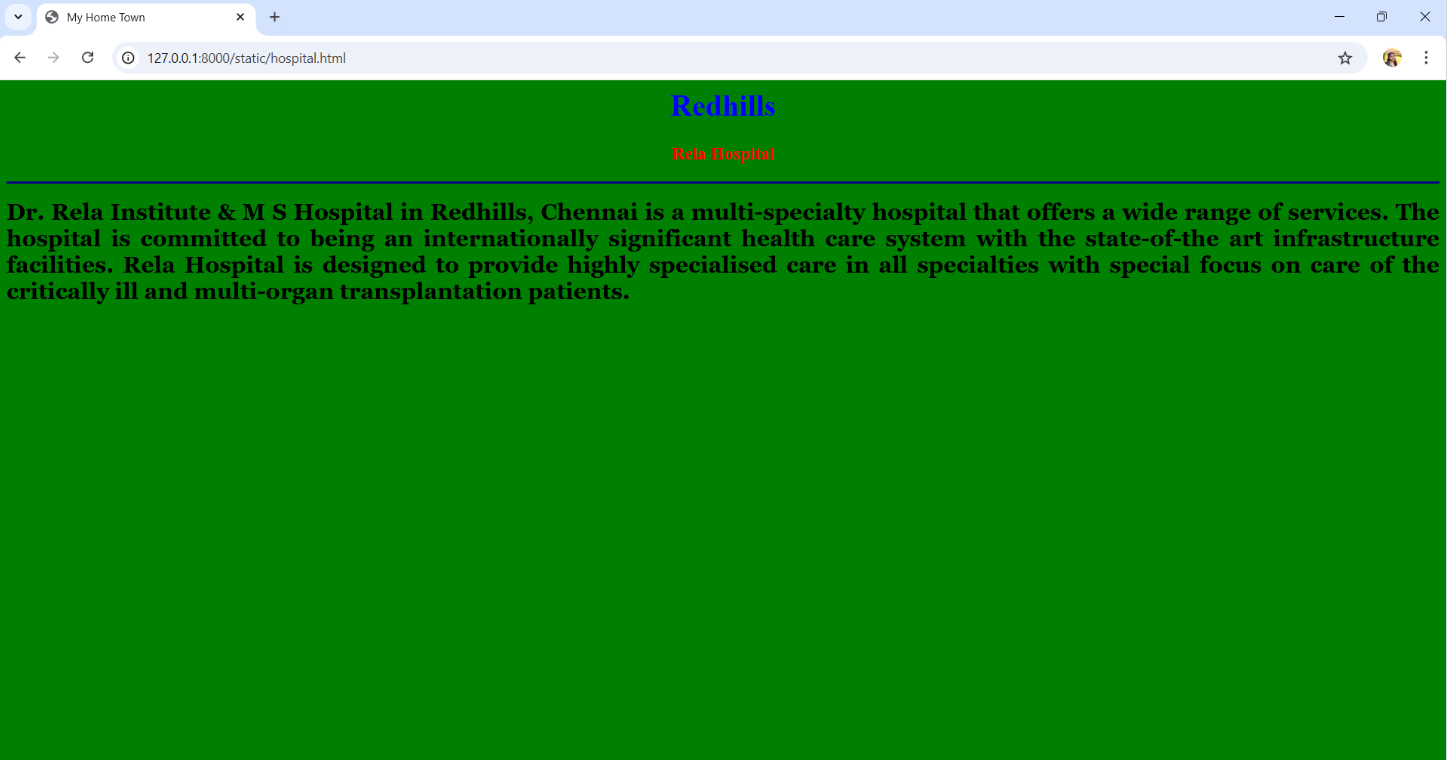 My Home Town
127.0.0.1:8000/static/hospital.html
Redhills
Rela Hospital
Dr. Rela Institute & M S Hospital in Redhills, Chennai is a multi-specialty hospital that offers a wide range of services. The
hospital is committed to being an internationally significant health care system with the state-of-the art infrastructure
facilities. Rela Hospital is designed to provide highly specialised care in all specialties with special focus on care of the
critically ill and multi-organ transplantation patients.